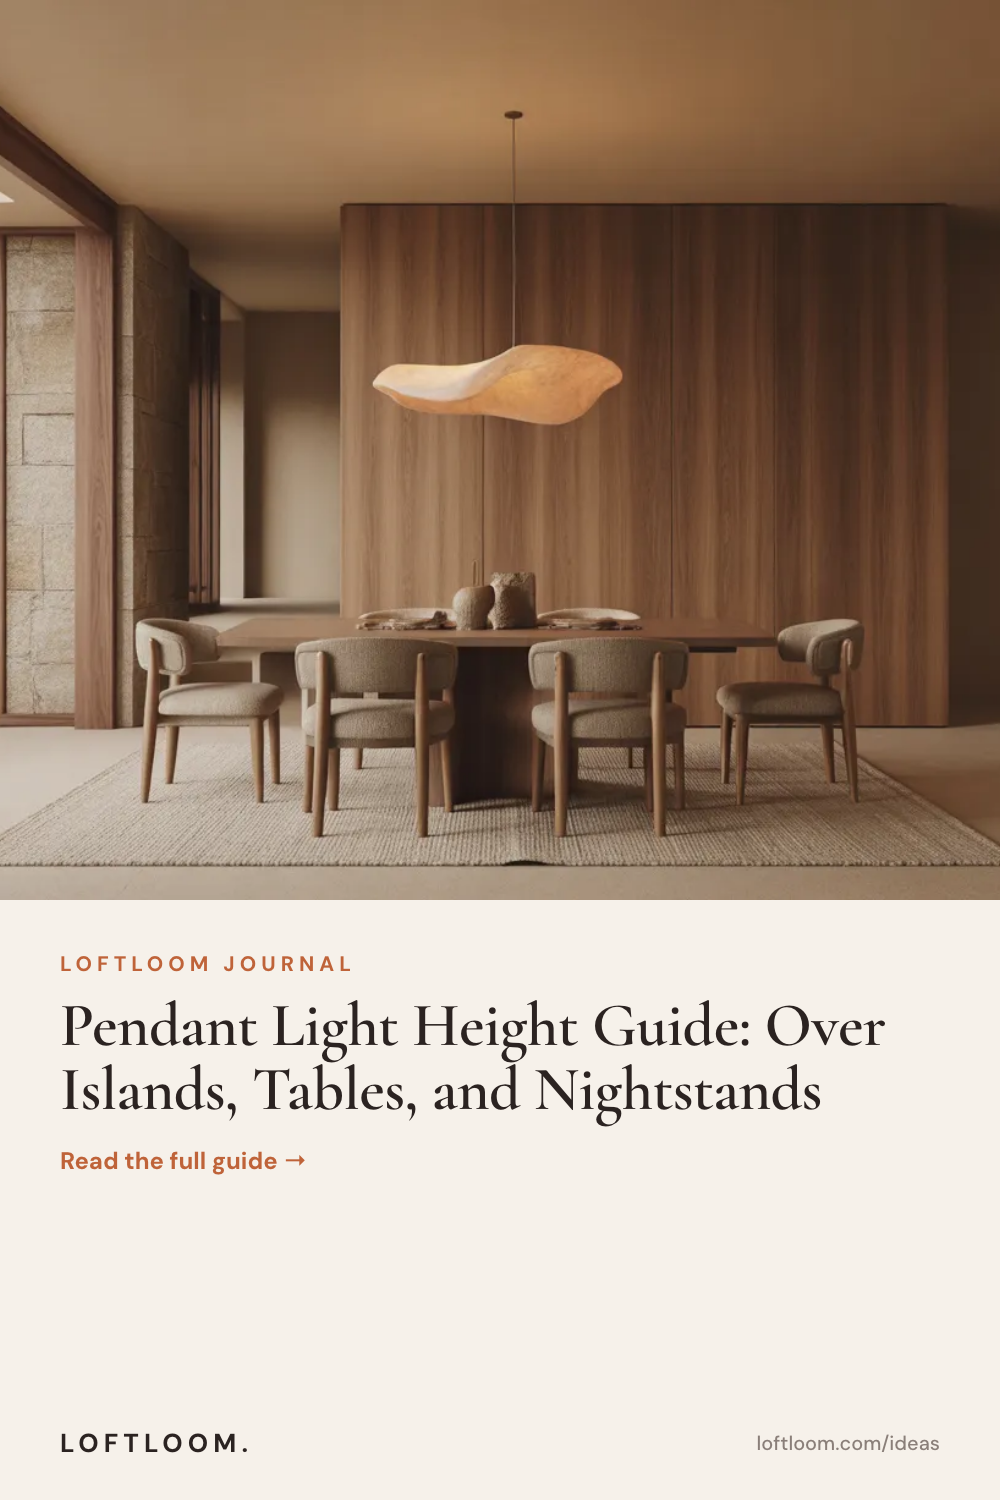 LOFTLOOM JOURNAL
Pendant Light Height Guide: Over
Islands, Tables, and Nightstands
Read the full guide →
LOFTLOOM.
loftloom.com/ideas